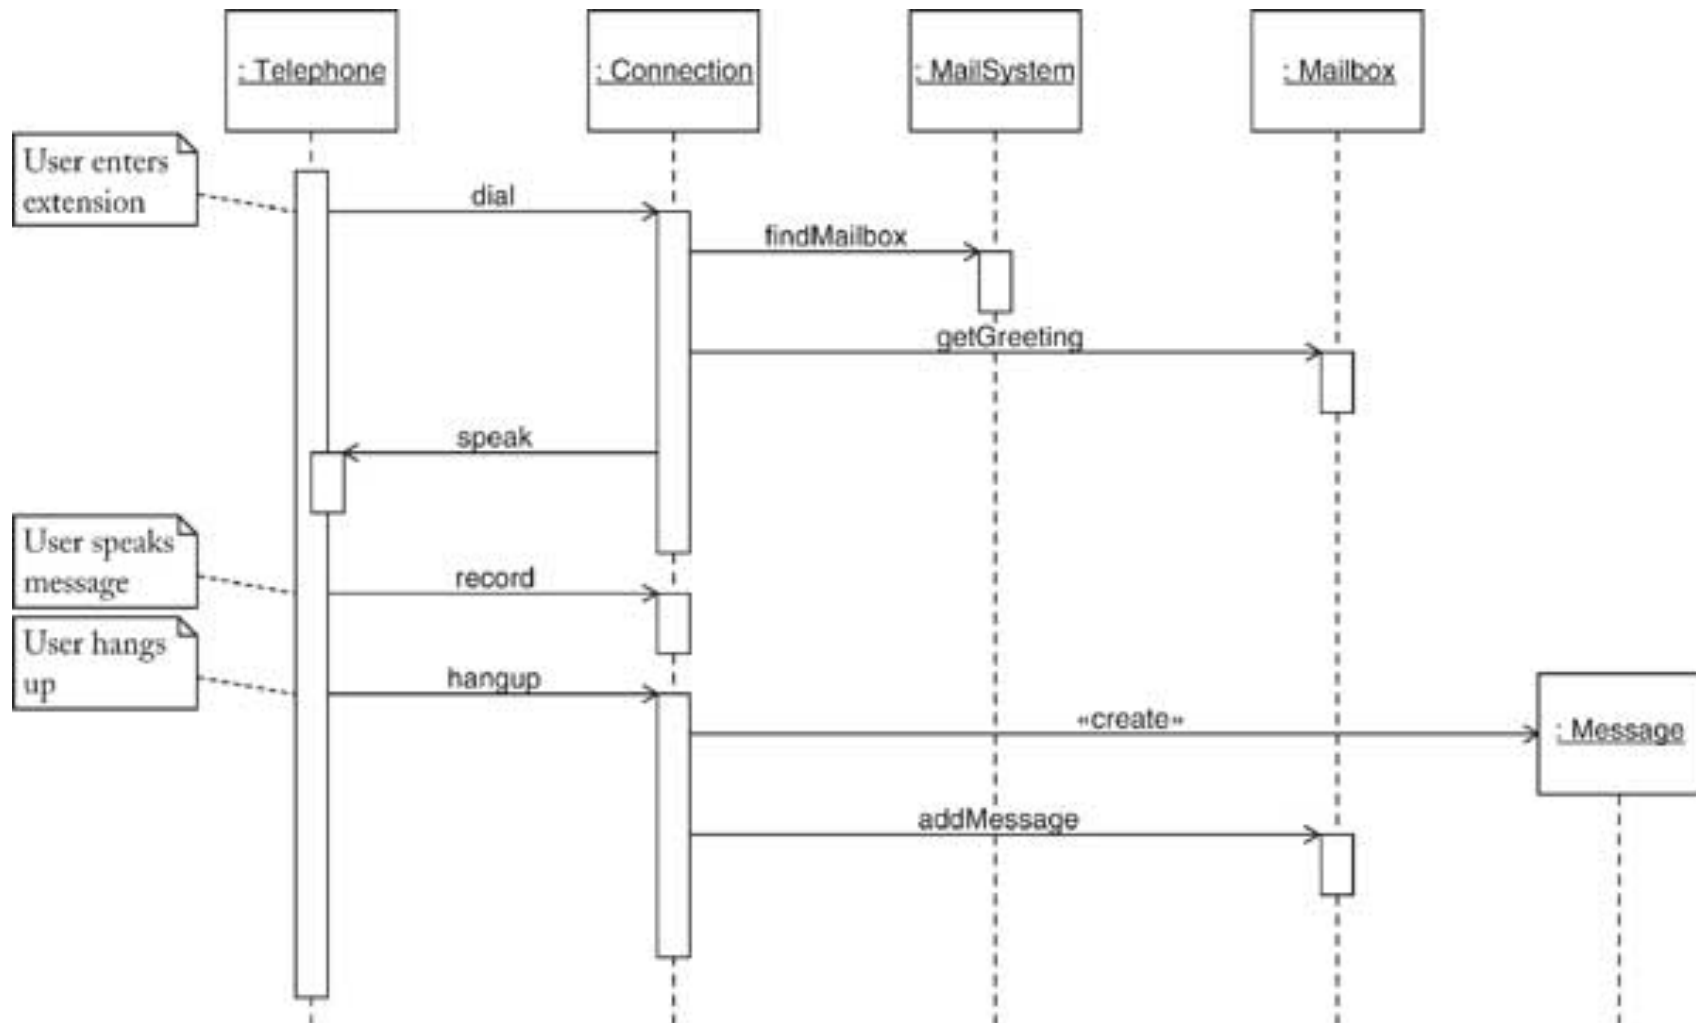 : Telephone
: Connection
: MailSystem
: Mailbox
User enters
extension
dial
findMailbox
getGreeting
speak
User speaks
message
record
User hangs
up
hangup
«create»
: Message
addMessage